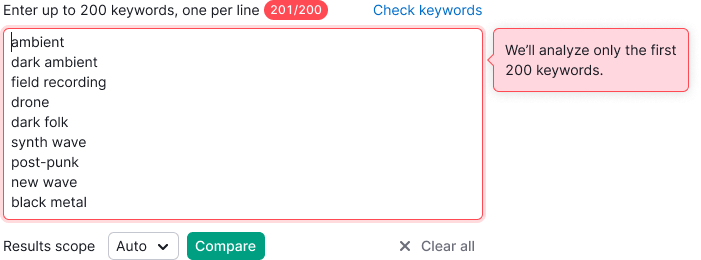 Enter up to 200 keywords, one per line 201/200 Check keywords
ambient
dark ambient
field recording
drone
dark folk
synth wave
post-punk
new wave
black metal
We'll analyze only the first
200 keywords.
Results scope Auto Compare Clear all